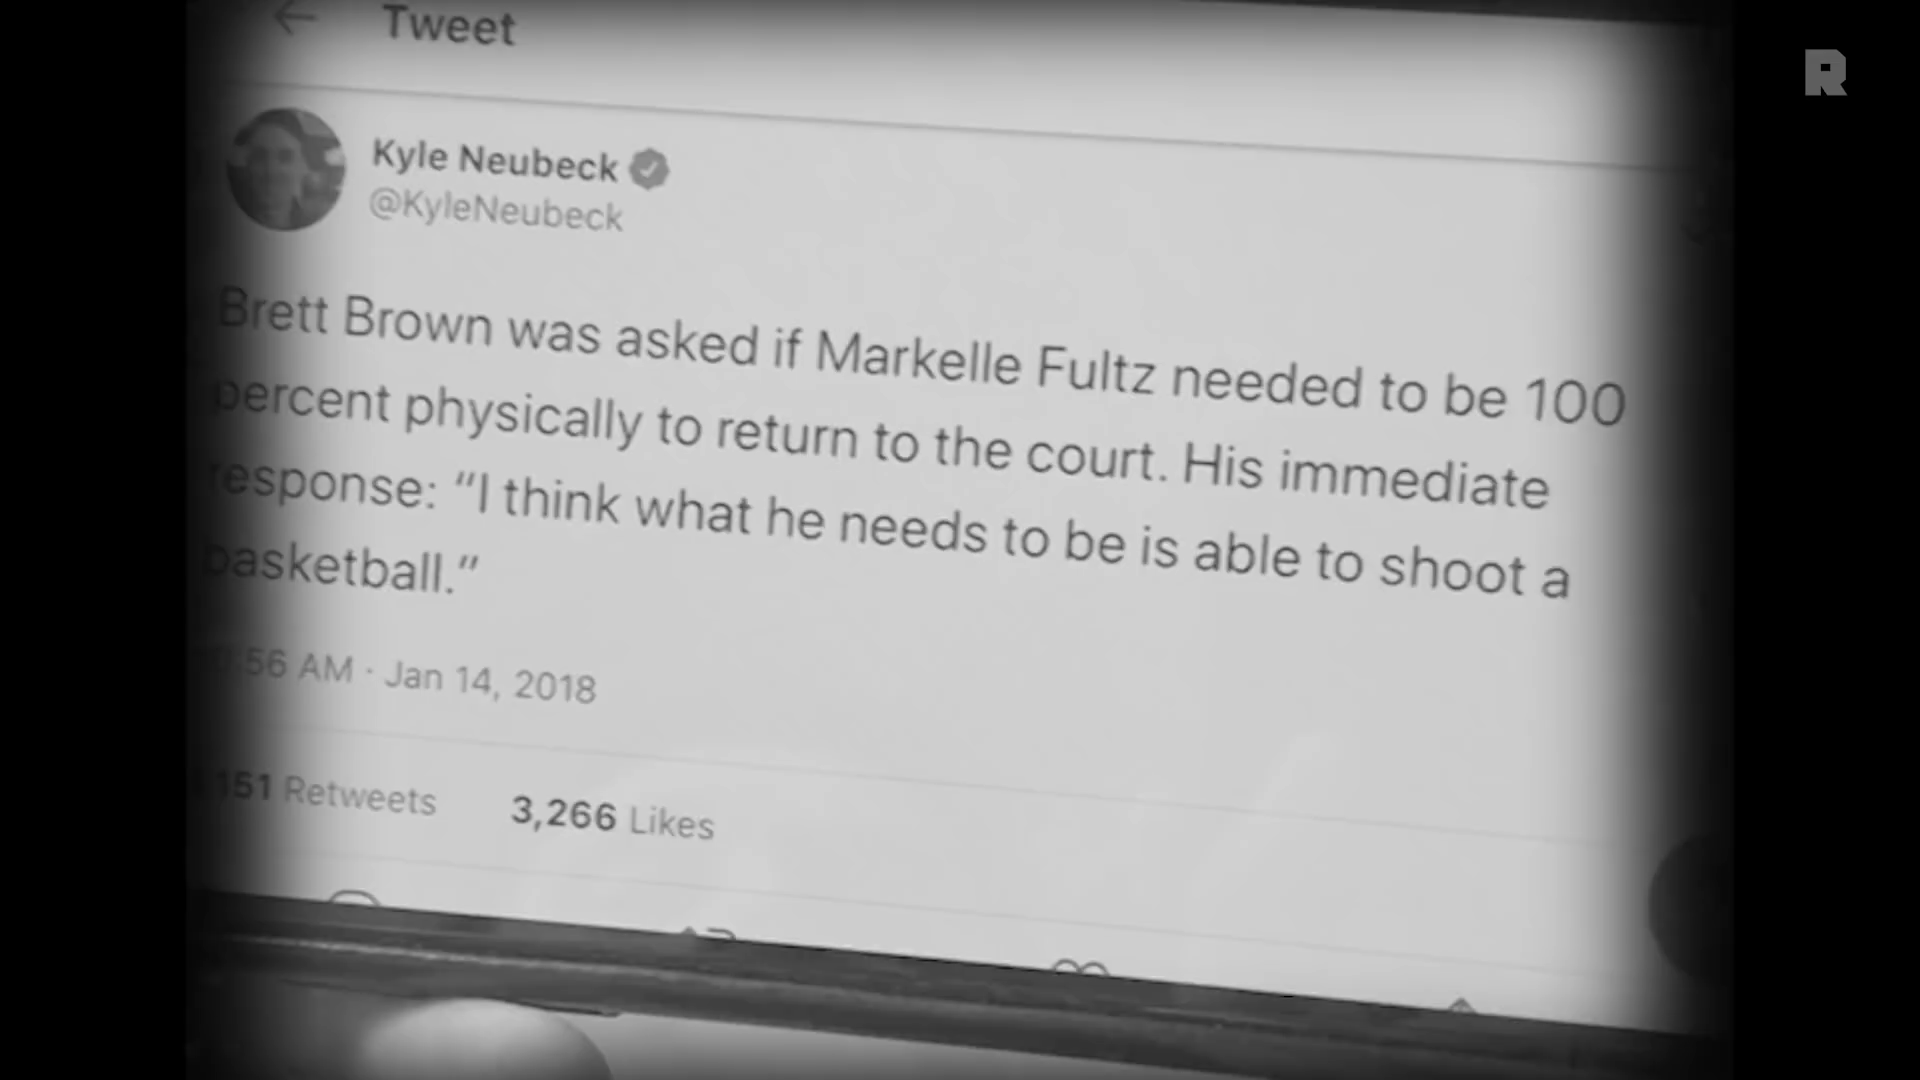 Tweet
R
Kyle Neubeck
@KyleNeubeck
Brett Brown was asked if Markelle Fultz needed to be 100
percent physically to return to the court. His immediate
response: “I think what he needs to be is able to shoot a
basketball.”
56 AM · Jan 14, 2018
151 Retweets 3,266 Likes